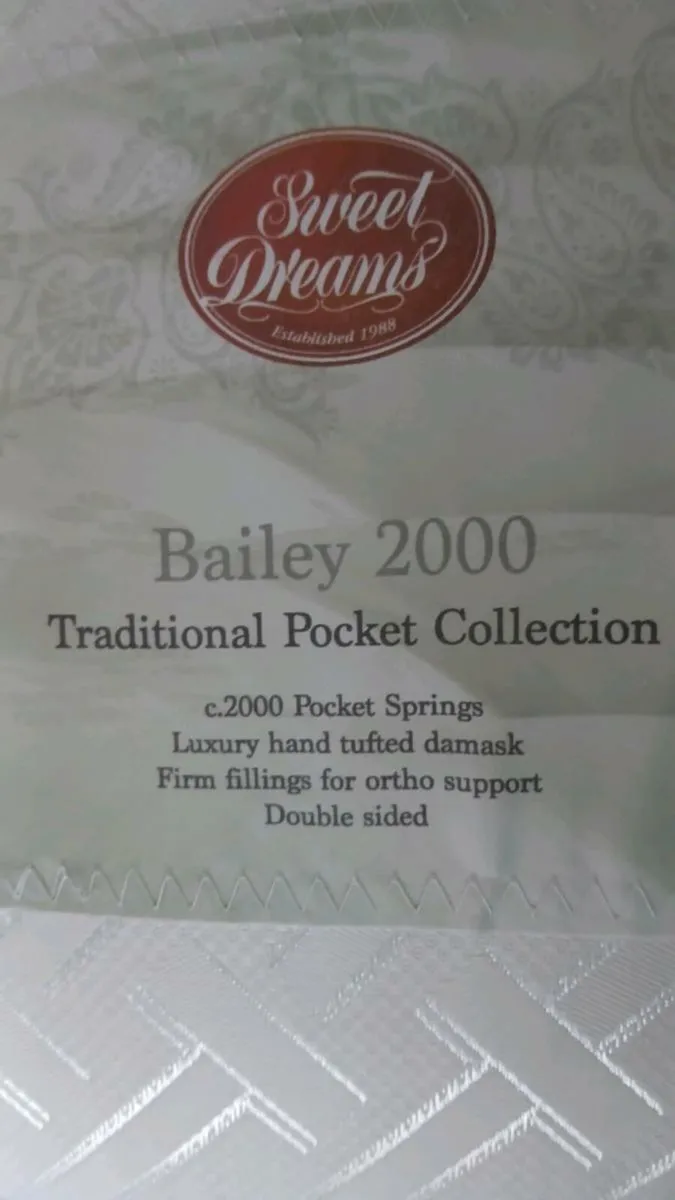 Sweet
Dreams
Established 1988
Bailey 2000
Traditional Pocket Collection
c.2000 Pocket Springs
Luxury hand tufted damask
Firm fillings for ortho support
Double sided